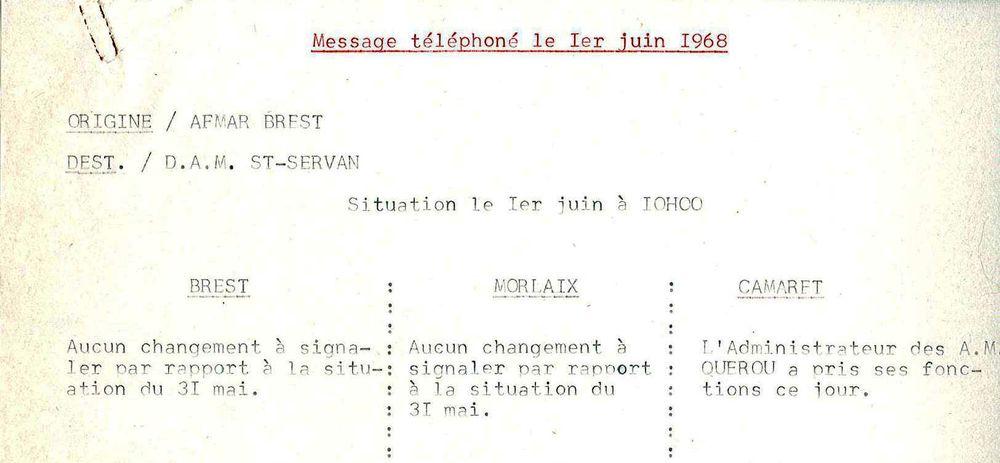 Message téléphoné le Ier juin I968
ORIGINE / AFMAR BREST
DEST. / D.A.M. ST-SERVAN
Situation le Ier juin à IOHOO
BREST : MORLAIX : CAMARET
Aucun changement à signa- : Aucun changement à : L'Administrateur des A.M.
ler par rapport à la situ- : signaler par rapport : QUEROU a pris ses fonc-
ation du 3I mai. : à la situation du : tions ce jour.
: 3I mai. :